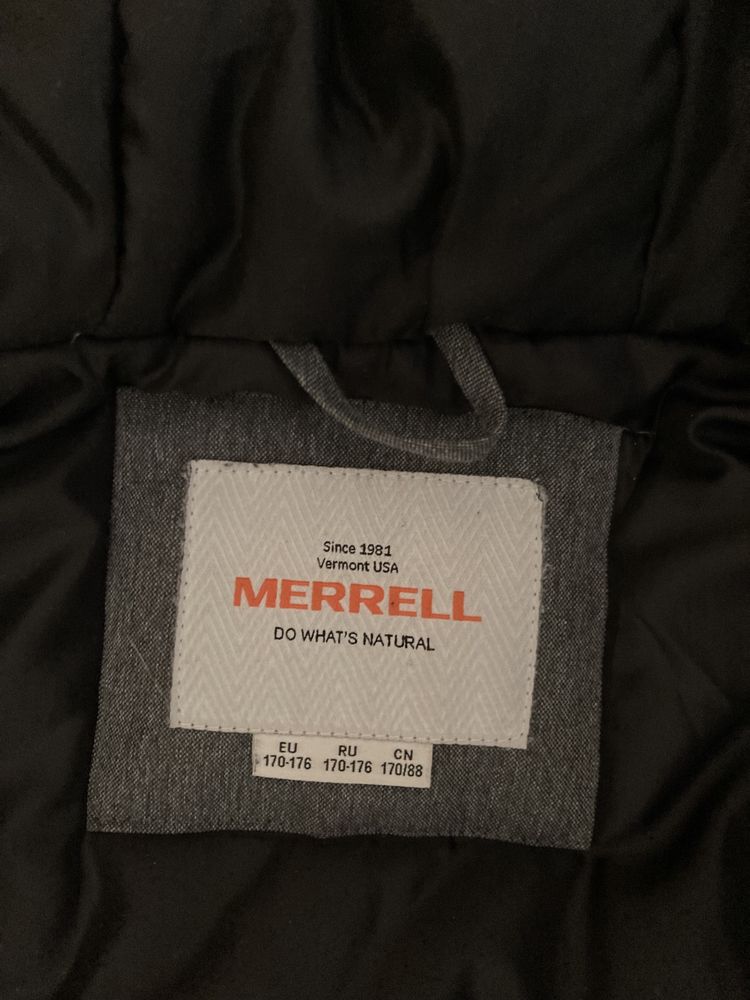 Since 1981
Vermont USA
MERRELL
DO WHAT'S NATURAL
EU RU CN
170-176 170-176 170/88